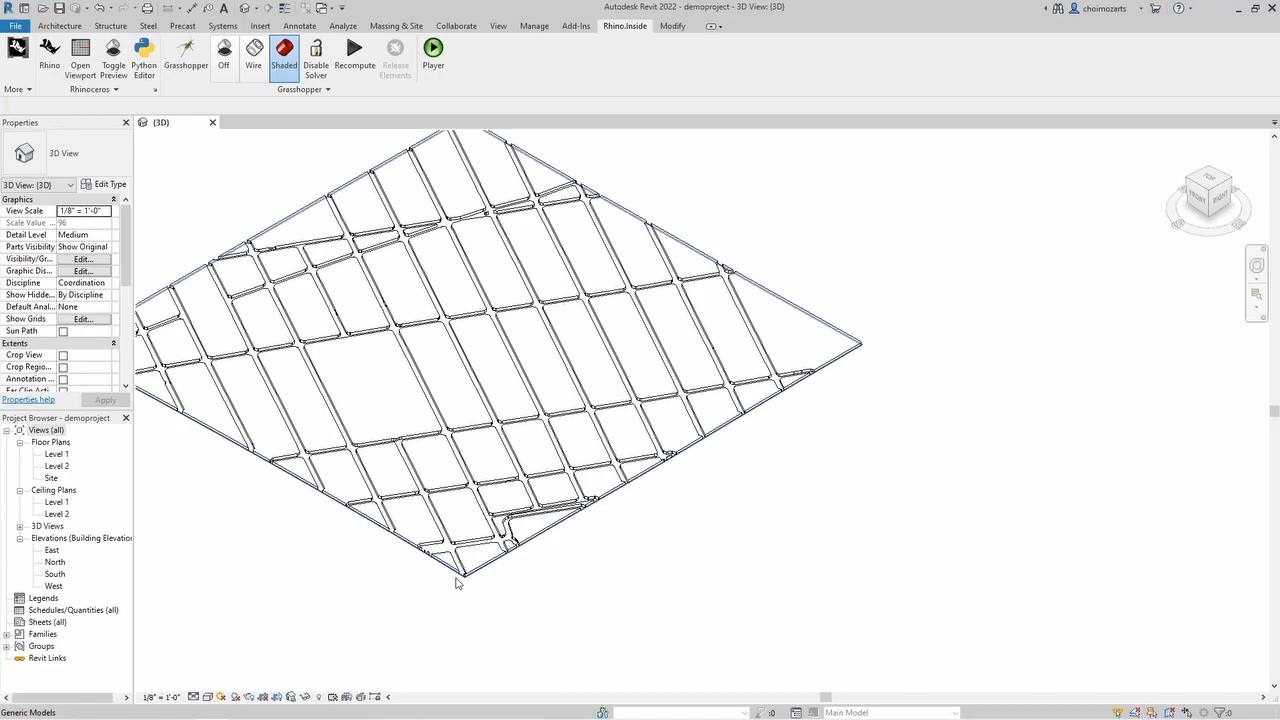 Autodesk Revit 2022 - demoproject - 3D View: {3D}
choimozarts
File Architecture Structure Steel Precast Systems Insert Annotate Analyze Massing & Site Collaborate View Manage Add-Ins Rhino.Inside Modify
Rhino Open Viewport Toggle Preview Python Editor Grasshopper Off Wire Shaded Disable Solver Recompute Release Elements Player
More Rhinoceros Grasshopper
Properties {3D}
3D View
3D View: {3D} Edit Type
Graphics
View Scale 1/8" = 1'-0"
Scale Value ... 96
Detail Level Medium
Parts Visibility Show Original
Visibility/Gr... Edit...
Graphic Dis... Edit...
Discipline Coordination
Show Hidde... By Discipline
Default Anal... None
Show Grids Edit...
Sun Path
Extents
Crop View
Crop Regio...
Annotation ...
Properties help Apply
Project Browser - demoproject
Views (all)
Floor Plans
Level 1
Level 2
Site
Ceiling Plans
Level 1
Level 2
3D Views
Elevations (Building Elevatio
East
North
South
West
Legends
Schedules/Quantities (all)
Sheets (all)
Families
Groups
Revit Links
TOP
FRONT RIGHT
1/8" = 1'-0"
Generic Models :0 Main Model :0